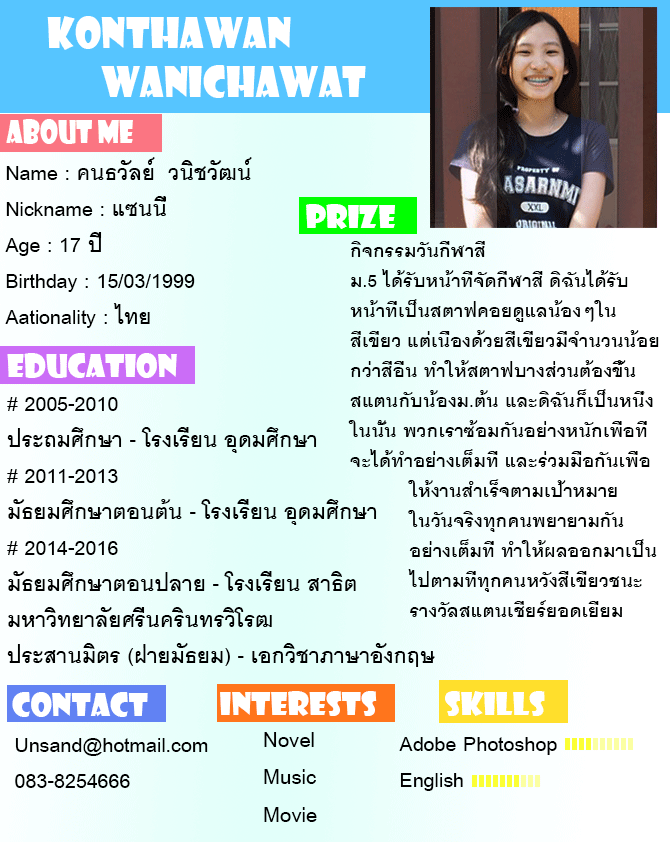 KONTHAWAN
WANICHAWAT
PROPERTY OF
ASARNMI
XXL
ORIGINAL
ABOUT ME
Name : คนธวัลย์ วนิชวัฒน์
Nickname : แซนนี่
Age : 17 ปี
Birthday : 15/03/1999
Aationality : ไทย
PRIZE
กิจกรรมวันกีฬาสี
ม.5 ได้รับหน้าที่จัดกีฬาสี ดิฉันได้รับ
หน้าที่เป็นสตาฟคอยดูแลน้องๆใน
สีเขียว แต่เนื่องด้วยสีเขียวมีจำนวนน้อย
กว่าสีอื่น ทำให้สตาฟบางส่วนต้องขึ้น
สแตนกับน้องม.ต้น และดิฉันก็เป็นหนึ่ง
ในนั้น พวกเราซ้อมกันอย่างหนักเพื่อที่
จะได้ทำอย่างเต็มที่ และร่วมมือกันเพื่อ
ให้งานสำเร็จตามเป้าหมาย
ในวันจริงทุกคนพยายามกัน
อย่างเต็มที่ ทำให้ผลออกมาเป็น
ไปตามที่ทุกคนหวังสีเขียวชนะ
รางวัลสแตนเชียร์ยอดเยี่ยม
EDUCATION
# 2005-2010
ประถมศึกษา - โรงเรียน อุดมศึกษา
# 2011-2013
มัธยมศึกษาตอนต้น - โรงเรียน อุดมศึกษา
# 2014-2016
มัธยมศึกษาตอนปลาย - โรงเรียน สาธิต
มหาวิทยาลัยศรีนครินทรวิโรฒ
ประสานมิตร (ฝ่ายมัธยม) - เอกวิชาภาษาอังกฤษ
CONTACT
Unsand@hotmail.com
083-8254666
INTERESTS
Novel
Music
Movie
SKILLS
Adobe Photoshop
English